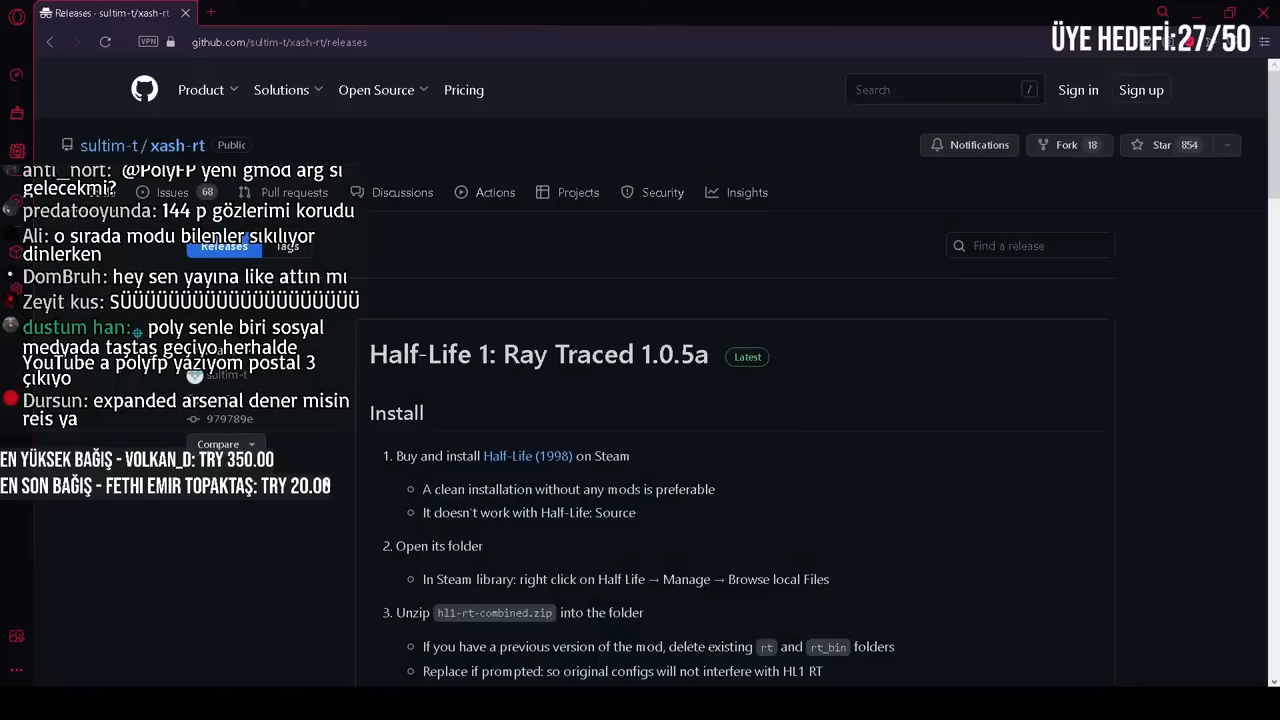 Releases - sultim-t/xash-rt
VPN
github.com/sultim-t/xash-rt/releases
ÜYE HEDEFİ:27/50
Product
Solutions
Open Source
Pricing
Search
/
Sign in
Sign up
sultim-t / xash-rt
Public
Notifications
Fork 18
Star 854
Issues 68
Pull requests
Discussions
Actions
Projects
Security
Insights
anti_nort: @PolyFP yeni gmod arg si
gelecekmi?
predatooyunda: 144 p gözlerimi korudu
Ali: o sırada modu bilenler sıkılıyor
dinlerken
DomBruh: hey sen yayına like attın mı
Zeyit kus: SÜÜÜÜÜÜÜÜÜÜÜÜÜÜÜÜÜÜÜ
dustum han: poly senle biri sosyal
medyada taştaş geçiyo herhalde
YouTube a polyfp yazıyom postal 3
çıkıyo
Dursun: expanded arsenal dener misin
reis ya
EN YÜKSEK BAĞIŞ - VOLKAN_D: TRY 350.00
EN SON BAĞIŞ - FETHI EMIR TOPAKTAŞ: TRY 20.00
Releases
Tags
Find a release
sultim-t
979789e
Compare
Half-Life 1: Ray Traced 1.0.5a
Latest
Install
1. Buy and install Half-Life (1998) on Steam
A clean installation without any mods is preferable
It doesn't work with Half-Life: Source
2. Open its folder
In Steam library: right click on Half Life → Manage → Browse local Files
3. Unzip hl1-rt-combined.zip into the folder
If you have a previous version of the mod, delete existing rt and rt_bin folders
Replace if prompted: so original configs will not interfere with HL1 RT